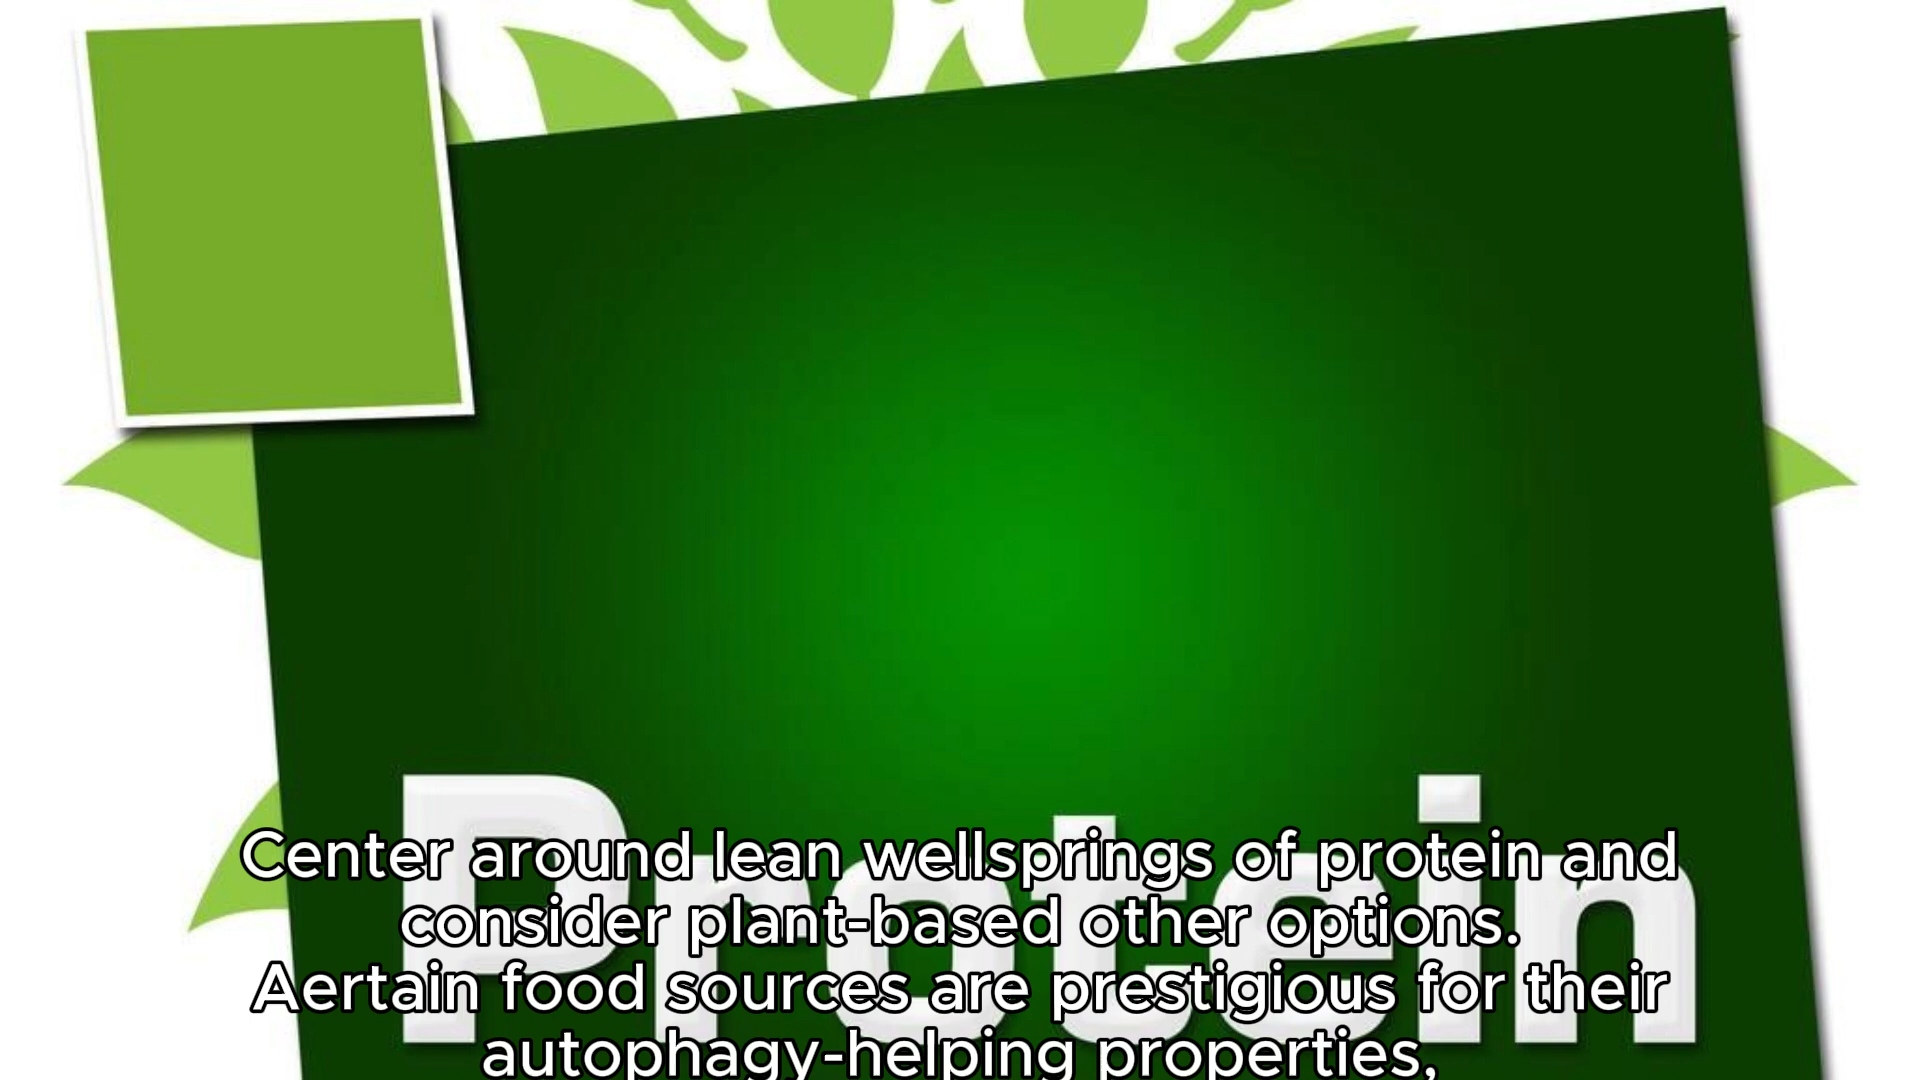 Protein
Center around lean wellsprings of protein and
consider plant-based other options.
Aertain food sources are prestigious for their
autophagy-helping properties,